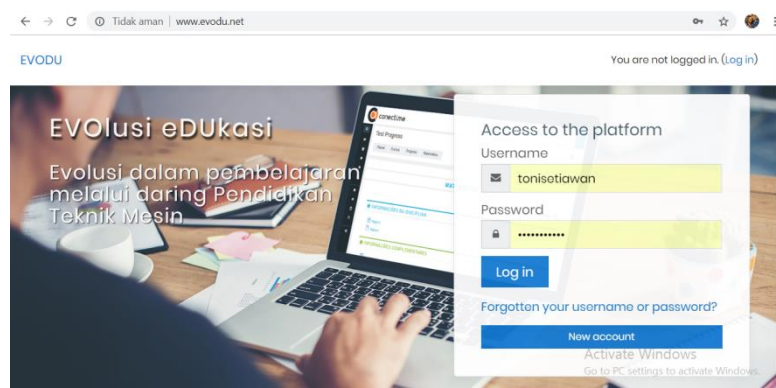 Tidak aman | www.evodu.net
EVODU
You are not logged in. (Log in)
EVOlusi eDUkasi
Evolusi dalam pembelajaran
melalui daring Pendidikan
Teknik Mesin
conectime
Test Progress
Access to the platform
Username
tonisetiawan
Password
•••••••••••
Log in
Forgotten your username or password?
New account
Activate Windows
Go to PC settings to activate Windows.